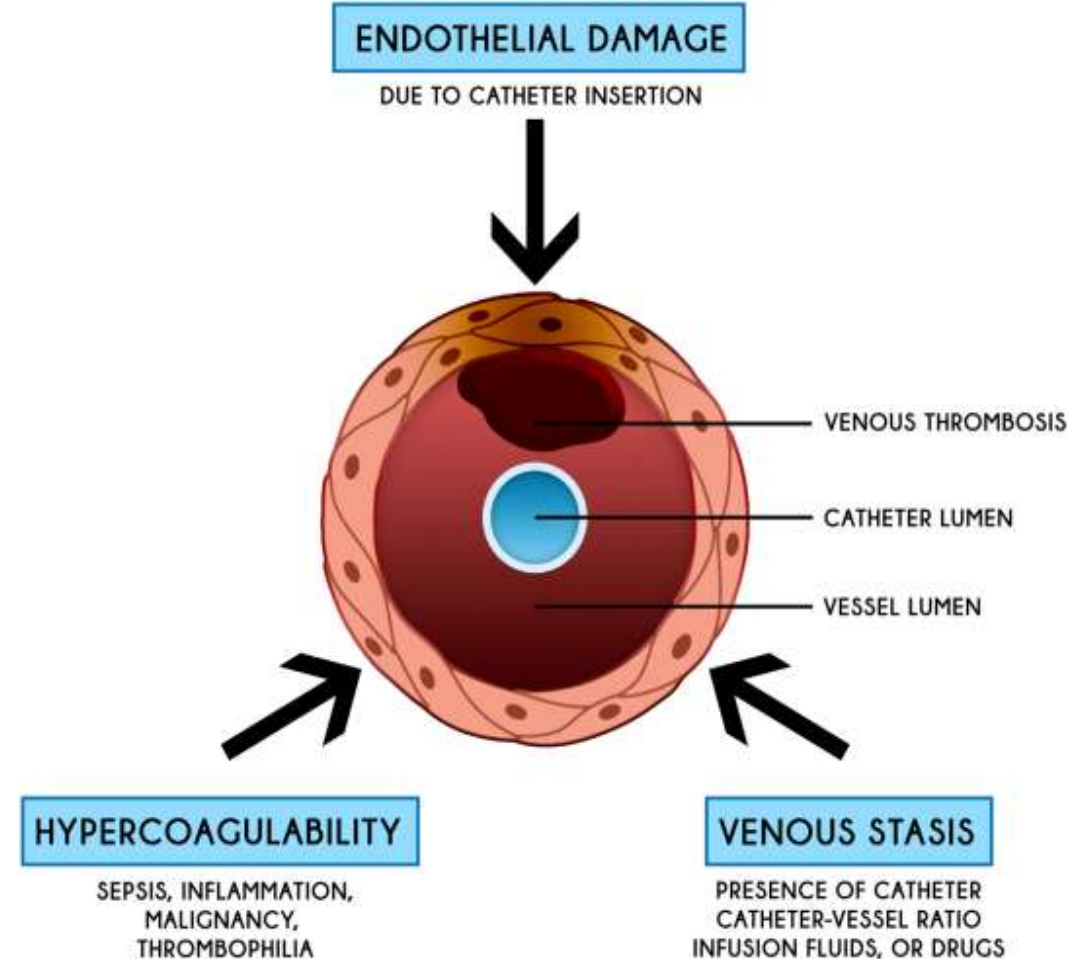 ENDOTHELIAL DAMAGE
DUE TO CATHETER INSERTION
VENOUS THROMBOSIS
CATHETER LUMEN
VESSEL LUMEN
HYPERCOAGULABILITY
SEPSIS, INFLAMMATION,
MALIGNANCY,
THROMBOPHILIA
VENOUS STASIS
PRESENCE OF CATHETER
CATHETER-VESSEL RATIO
INFUSION FLUIDS, OR DRUGS